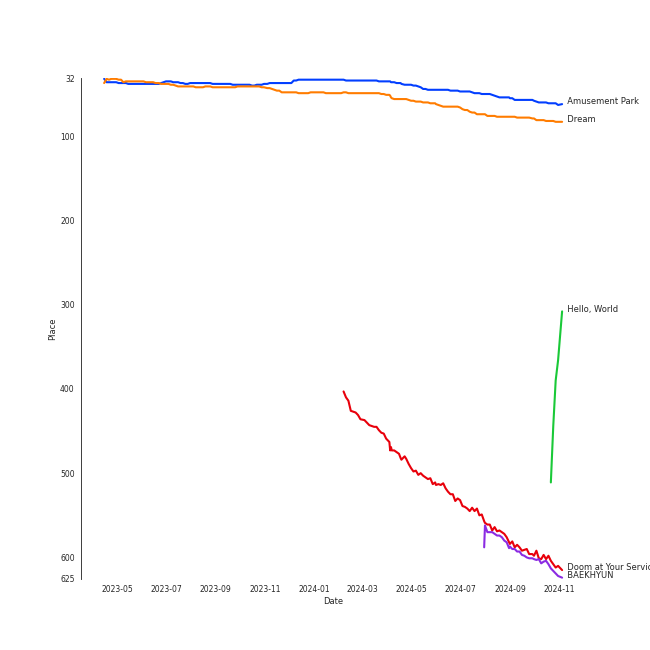 32
100
200
300
400
500
600
625
Place
Amusement Park
Dream
Hello, World
Doom at Your Servic
BAEKHYUN
2023-05 2023-07 2023-09 2023-11 2024-01 2024-03 2024-05 2024-07 2024-09 2024-11
Date